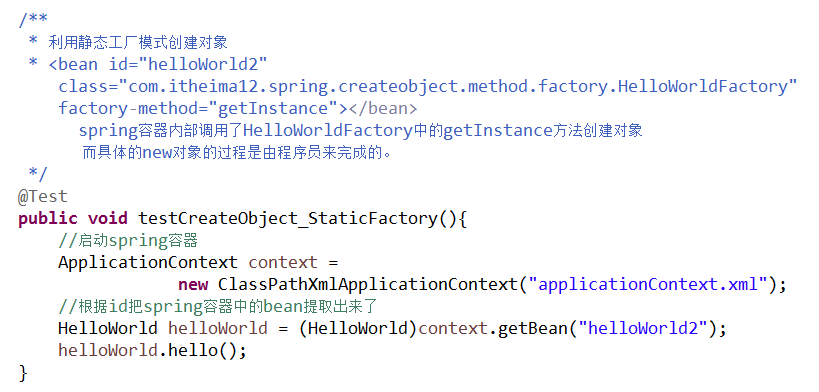 /**
 * 利用静态工厂模式创建对象
 * <bean id="helloWorld2"
    class="com.itheima12.spring.createobject.method.factory.HelloWorldFactory"
    factory-method="getInstance"></bean>
      spring容器内部调用了HelloWorldFactory中的getInstance方法创建对象
      而具体的new对象的过程是由程序员来完成的。
 */
@Test
public void testCreateObject_StaticFactory(){
    //启动spring容器
    ApplicationContext context =
                new ClassPathXmlApplicationContext("applicationContext.xml");
    //根据id把spring容器中的bean提取出来了
    HelloWorld helloWorld = (HelloWorld)context.getBean("helloWorld2");
    helloWorld.hello();
}